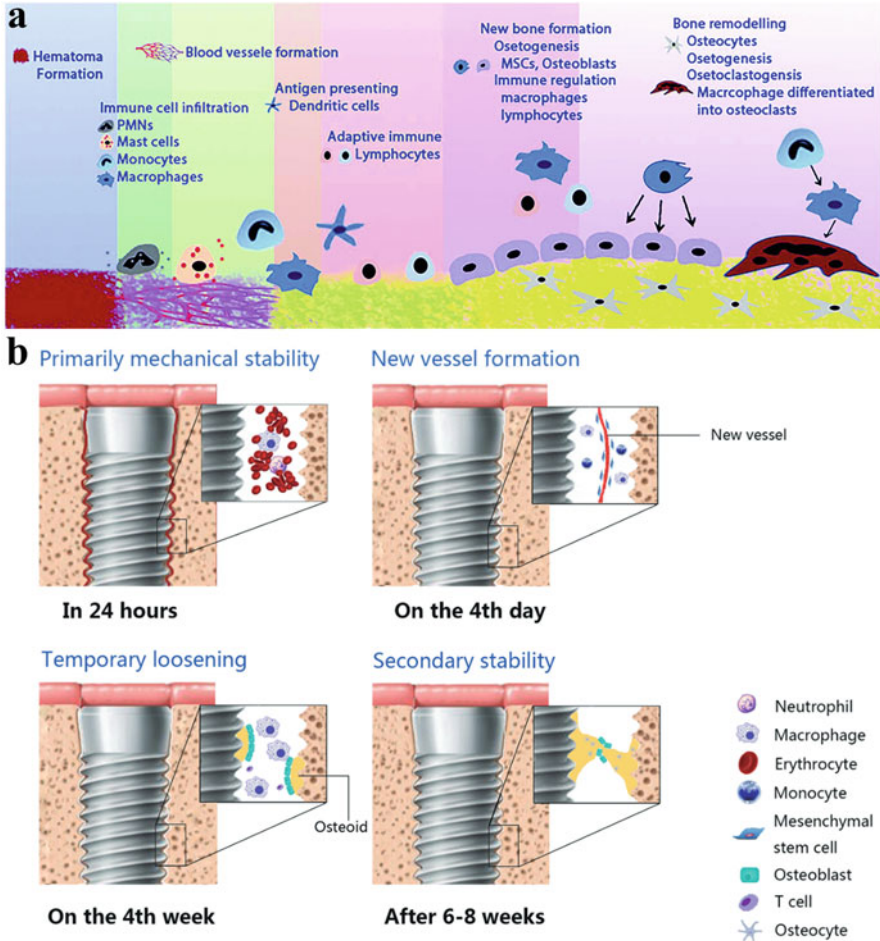 a
Hematoma
Formation
Blood vessele formation
Immune cell infiltration
PMNs
Mast cells
Monocytes
Macrophages
Antigen presenting
Dendritic cells
Adaptive immune
Lymphocytes
New bone formation
Osetogenesis
MSCs, Osteoblasts
Immune regulation
macrophages
lymphocytes
Bone remodelling
Osteocytes
Osetogenesis
Osetoclastogensis
Macrcophage differentiated
into osteoclasts
b
Primarily mechanical stability
In 24 hours
New vessel formation
New vessel
On the 4th day
Temporary loosening
Osteoid
On the 4th week
Secondary stability
After 6-8 weeks
Neutrophil
Macrophage
Erythrocyte
Monocyte
Mesenchymal
stem cell
Osteoblast
T cell
Osteocyte